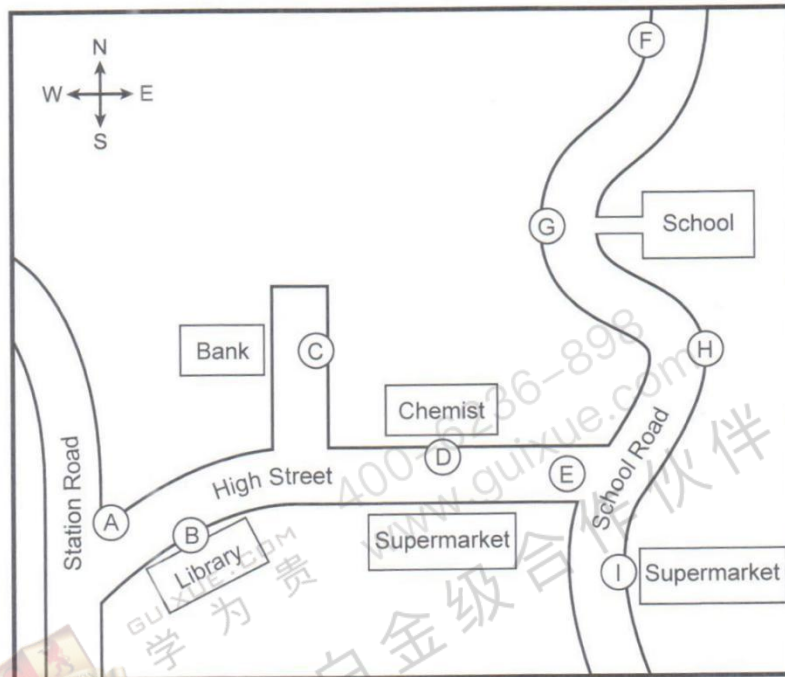 N
W E
S
F
G
School
H
Bank
C
Chemist
D
E
High Street
School Road
Station Road
A
B
Library
Supermarket
I
Supermarket
400-6236-898
www.guixue.com
GUIXUE.COM
学为贵
白金级合作伙伴